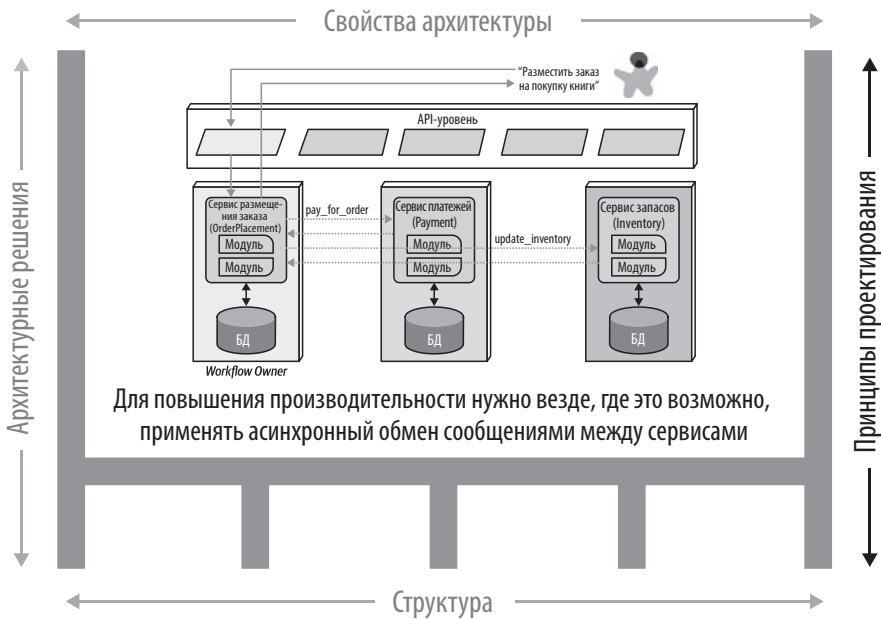 Свойства архитектуры
Архитектурные решения
Принципы проектирования
“Разместить заказ
на покупку книги”
API-уровень
Сервис размеще-
ния заказа
(OrderPlacement)
Модуль
Модуль
БД
Workflow Owner
pay_for_order
Сервис платежей
(Payment)
Модуль
Модуль
БД
update_inventory
Сервис запасов
(Inventory)
Модуль
Модуль
БД
Для повышения производительности нужно везде, где это возможно,
применять асинхронный обмен сообщениями между сервисами
Структура